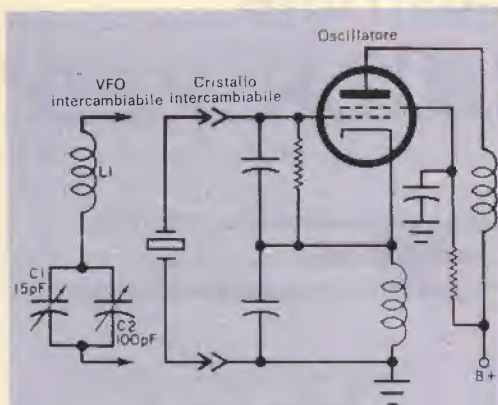 Oscillatore
VFO
intercambiabile
Cristallo
intercambiabile
L1
C1
15pF
C2
100pF
B+